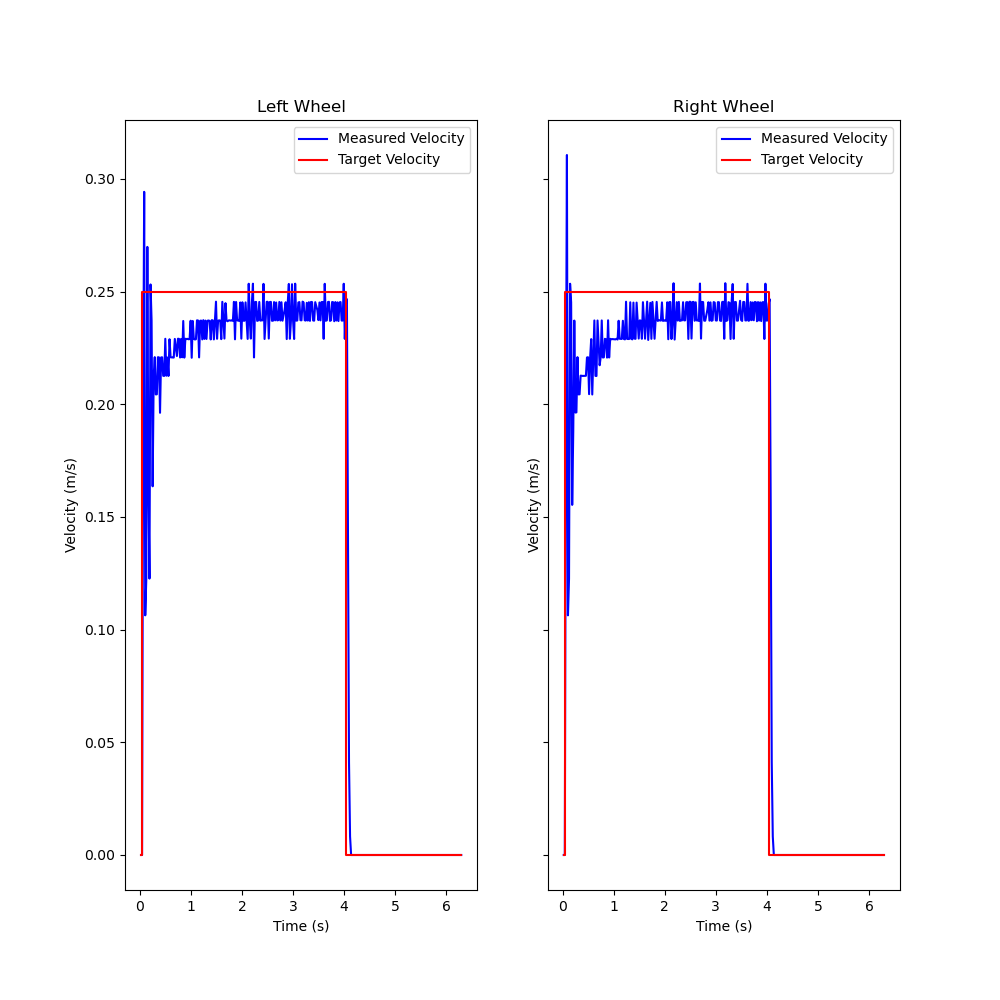 Left Wheel
Measured Velocity
Target Velocity
0.30
0.25
0.20
0.15
0.10
0.05
0.00
Velocity (m/s)
0 1 2 3 4 5 6
Time (s)
Right Wheel
Measured Velocity
Target Velocity
Velocity (m/s)
0 1 2 3 4 5 6
Time (s)